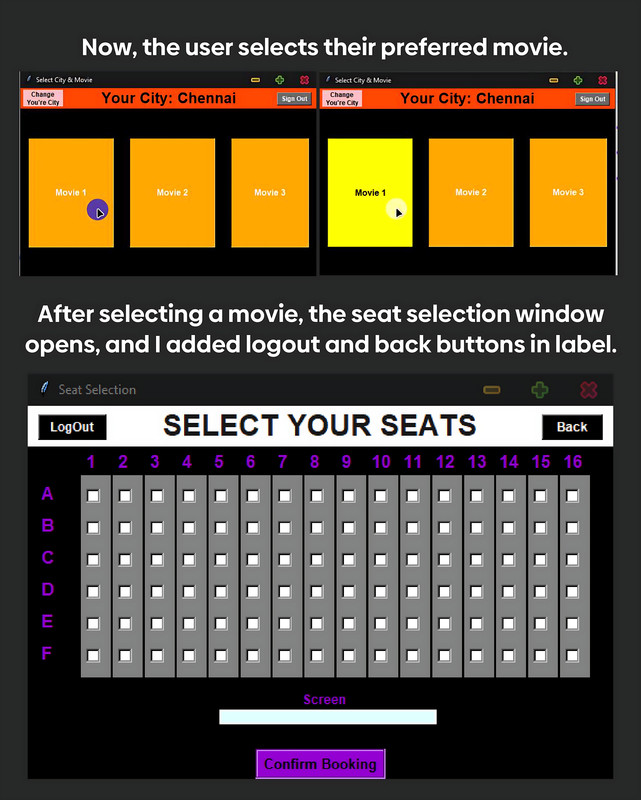 Now, the user selects their preferred movie.
Select City & Movie
Change
You're City
Your City: Chennai
Sign Out
Movie 1
Movie 2
Movie 3
Select City & Movie
Change
You're City
Your City: Chennai
Sign Out
Movie 1
Movie 2
Movie 3
After selecting a movie, the seat selection window
opens, and I added logout and back buttons in label.
Seat Selection
LogOut
SELECT YOUR SEATS
Back
1 2 3 4 5 6 7 8 9 10 11 12 13 14 15 16
A
B
C
D
E
F
Screen
Confirm Booking